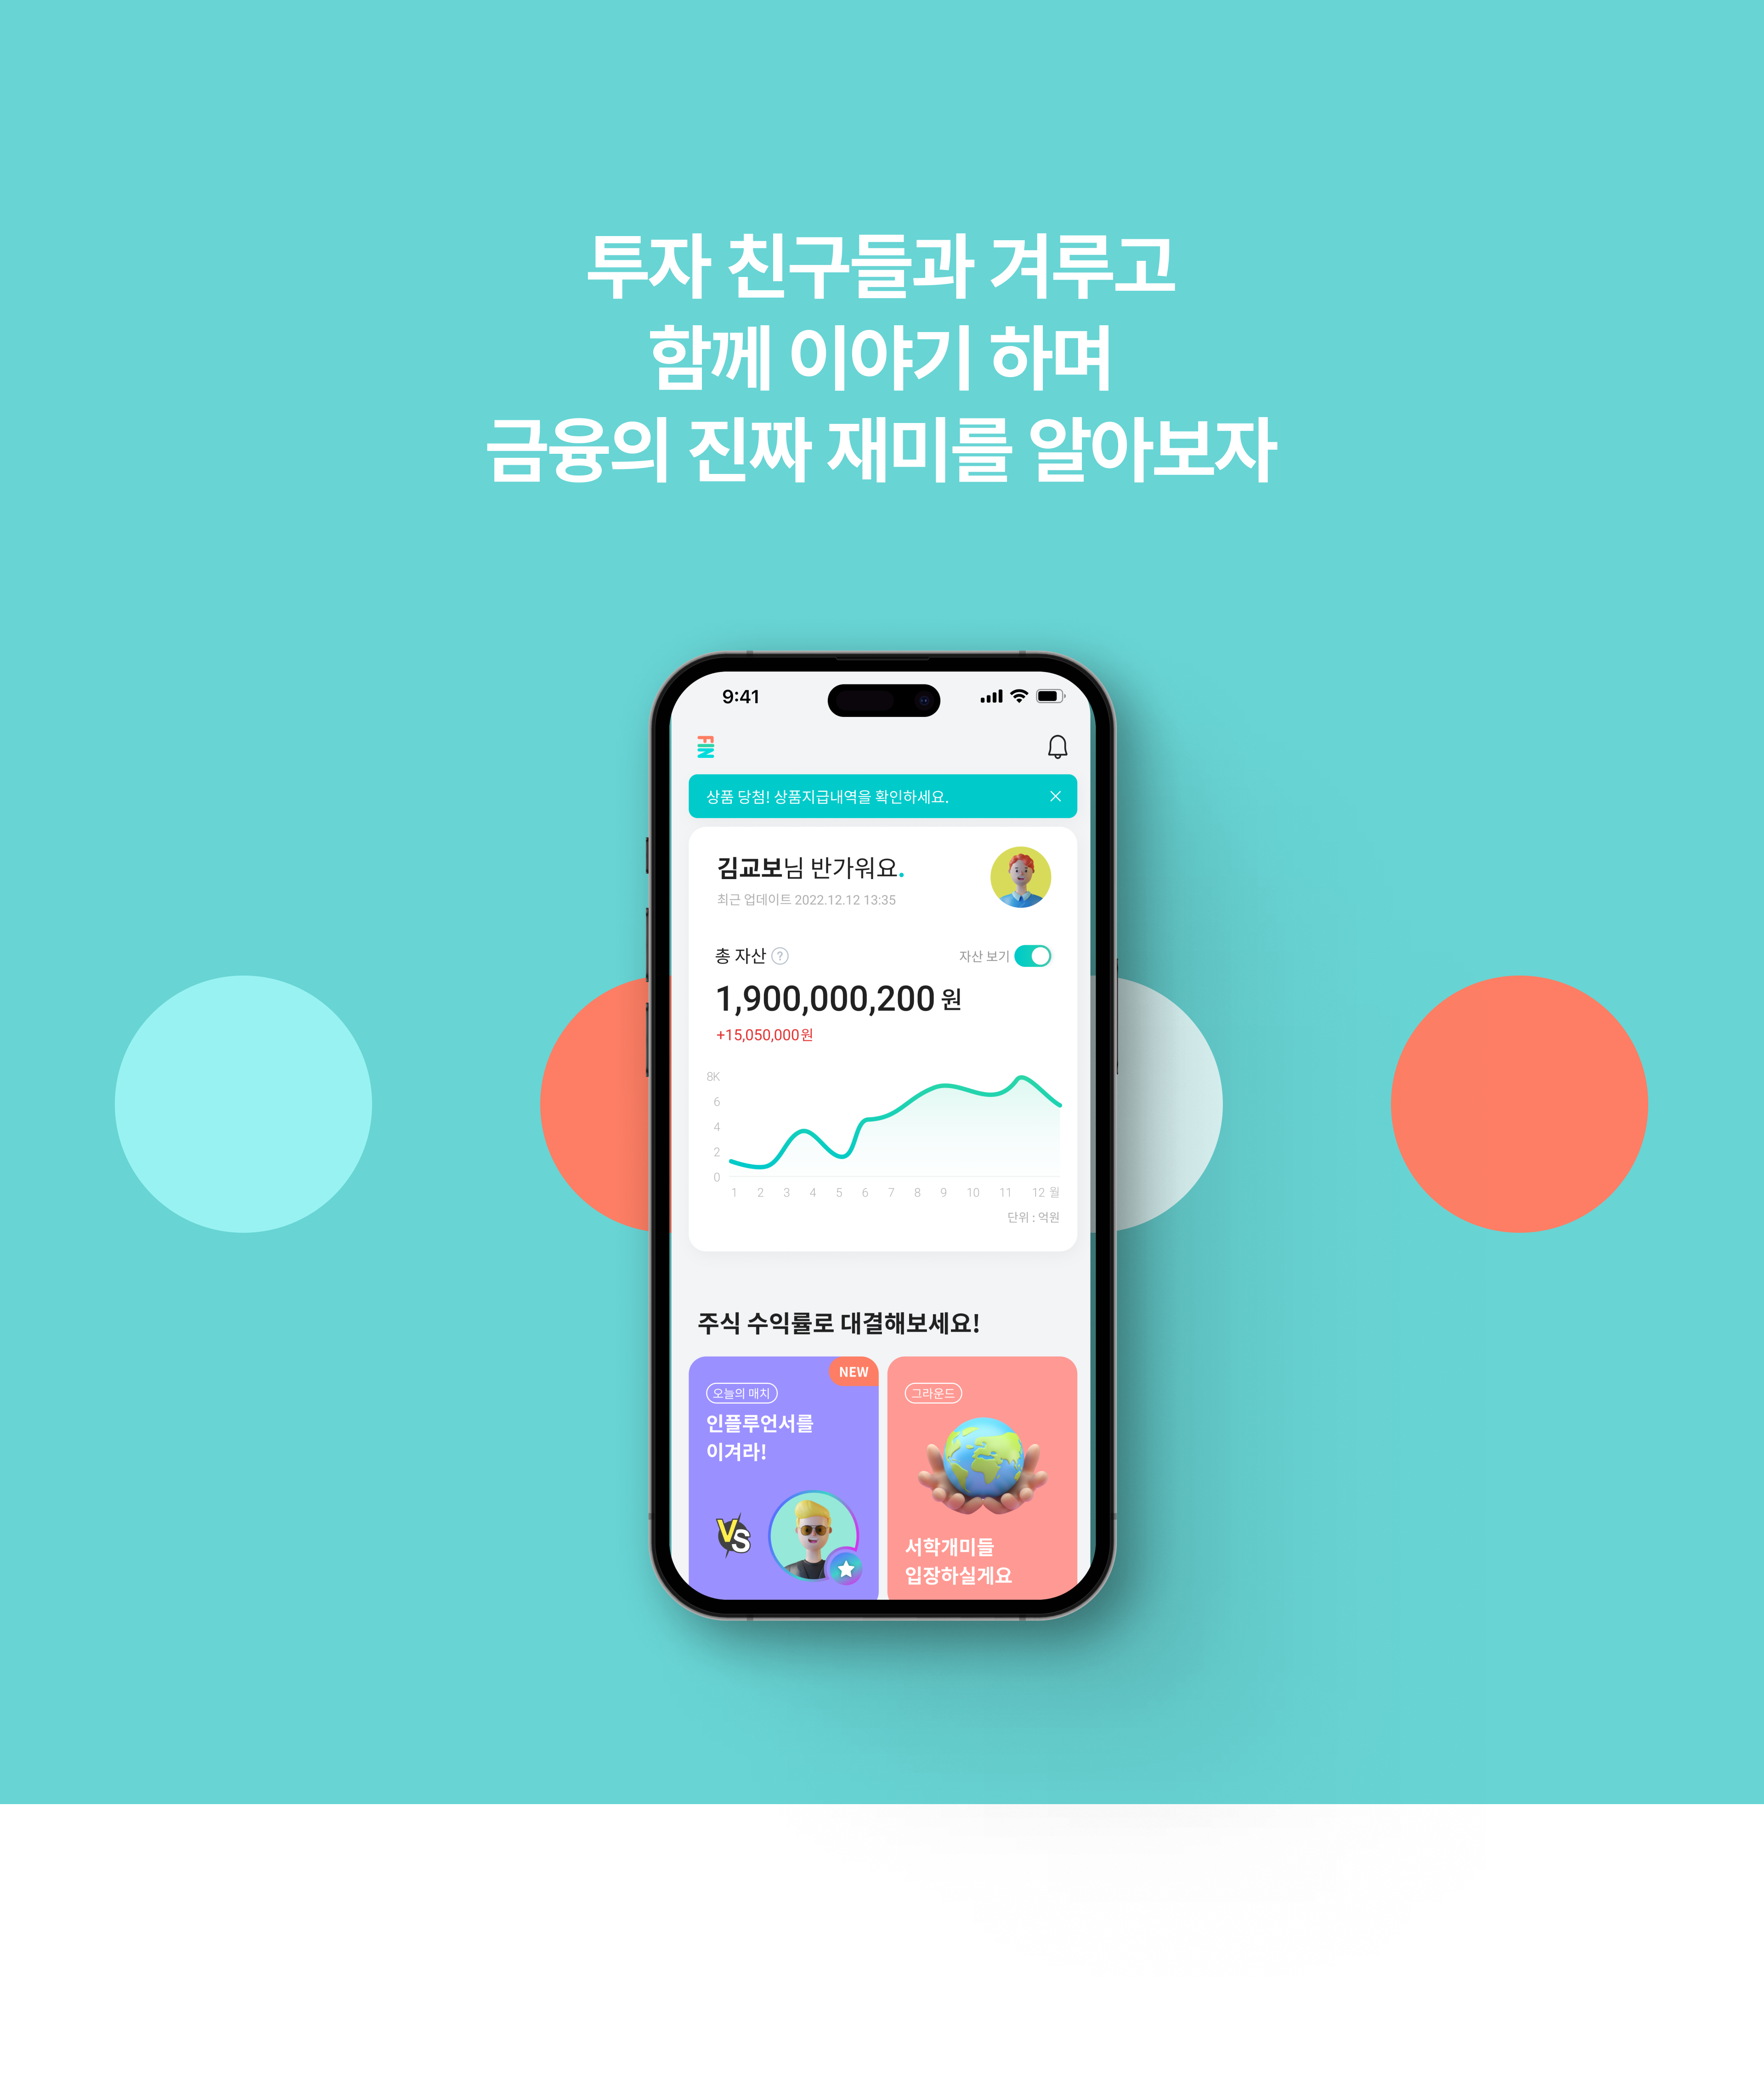 투자 친구들과 겨루고
함께 이야기 하며
금융의 진짜 재미를 알아보자
9:41
FIN
상품 당첨! 상품지급내역을 확인하세요.
김교보님 반가워요.
최근 업데이트 2022.12.12 13:35
총 자산 ?
자산 보기
1,900,000,200 원
+15,050,000원
8K
6
4
2
0
1 2 3 4 5 6 7 8 9 10 11 12 월
단위 : 억원
주식 수익률로 대결해보세요!
NEW
오늘의 매치
인플루언서를
이겨라!
VS
그라운드
서학개미들
입장하실게요